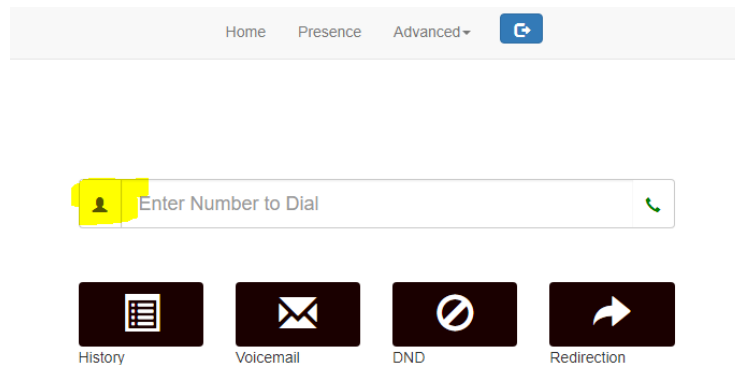 Home Presence Advanced
Enter Number to Dial
History Voicemail DND Redirection